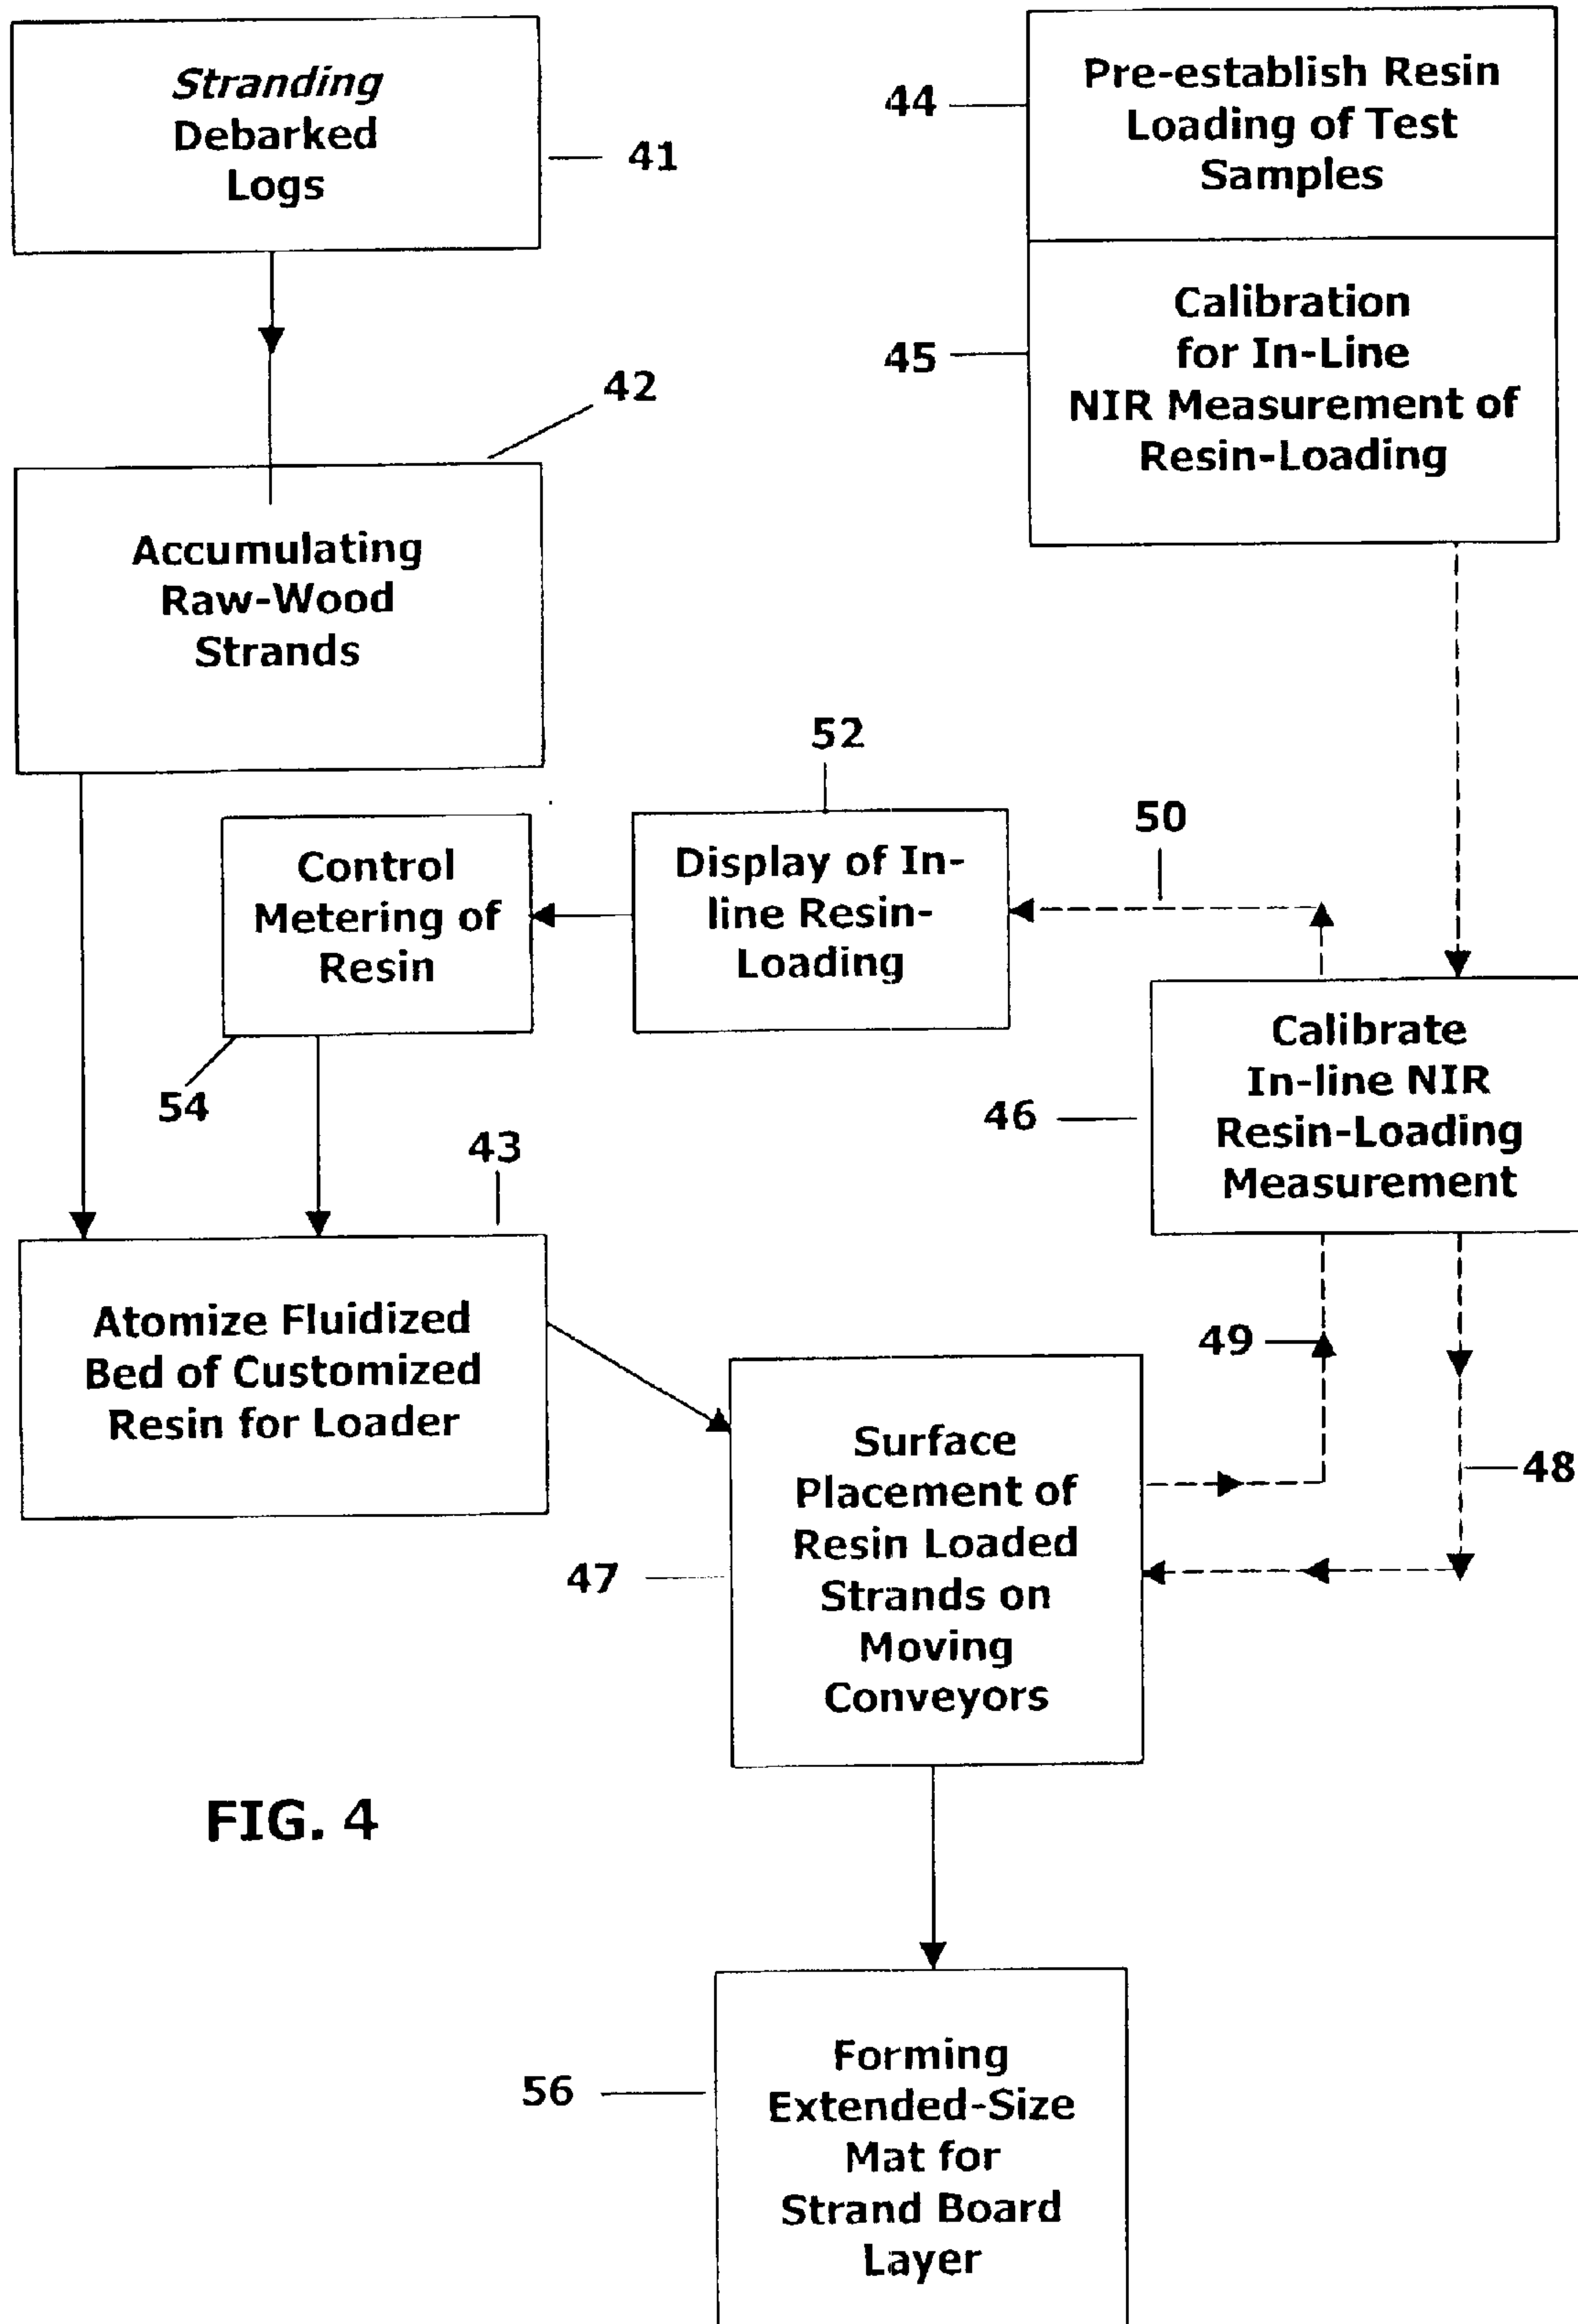 Stranding
Debarked
Logs
41
44
Pre-establish Resin
Loading of Test
Samples
45
Calibration
for In-Line
NIR Measurement of
Resin-Loading
42
Accumulating
Raw-Wood
Strands
52
50
Control
Metering of
Resin
54
Display of In-
line Resin-
Loading
46
Calibrate
In-line NIR
Resin-Loading
Measurement
43
Atomize Fluidized
Bed of Customized
Resin for Loader
49
48
47
Surface
Placement of
Resin Loaded
Strands on
Moving
Conveyors
FIG. 4
56
Forming
Extended-Size
Mat for
Strand Board
Layer